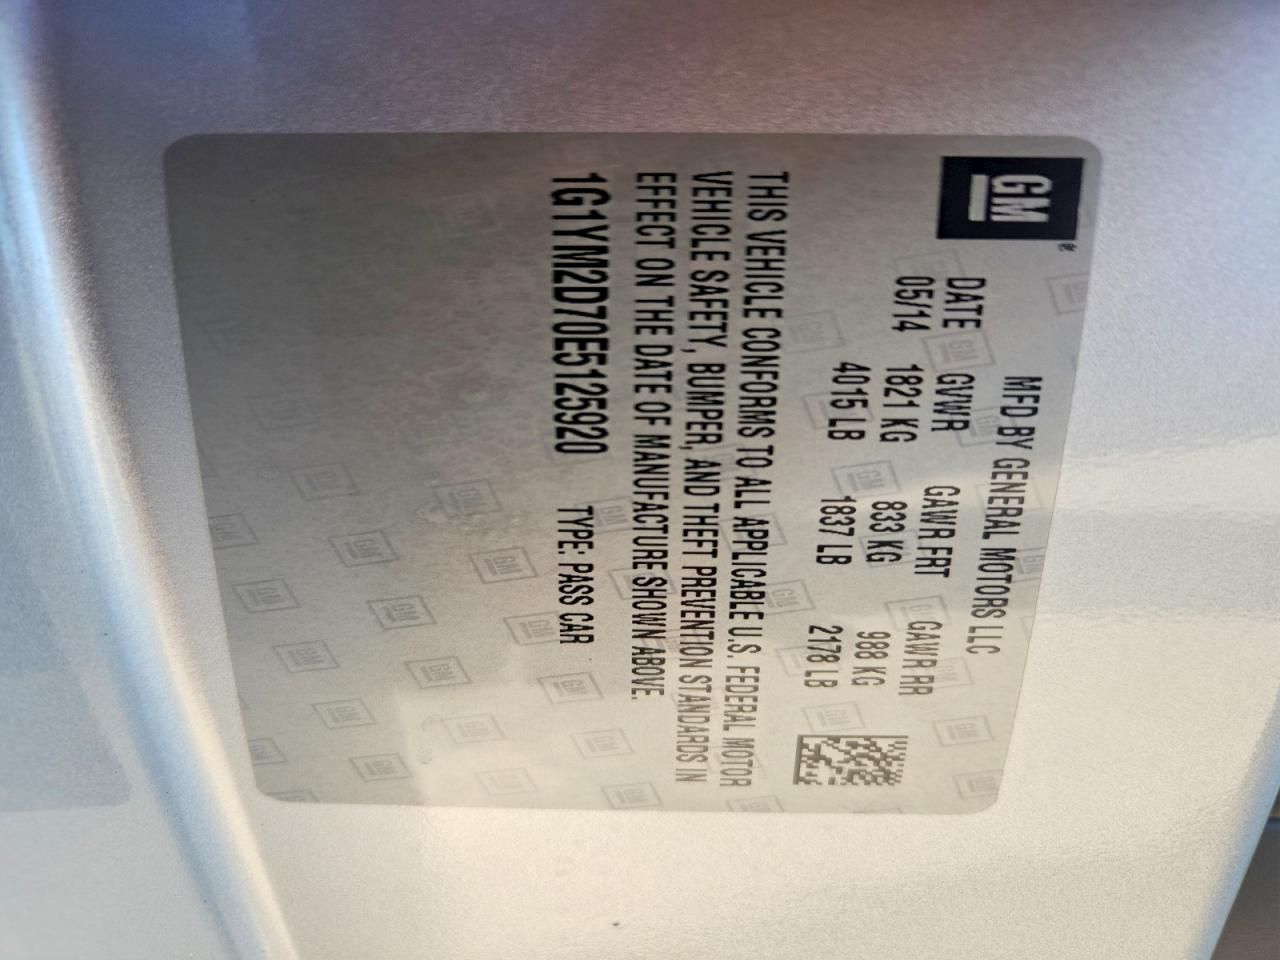 GM
MFD BY GENERAL MOTORS LLC
DATE GVWR GAWR FRT GAWR RR
05/14 1821 KG 833 KG 988 KG
4015 LB 1837 LB 2178 LB
THIS VEHICLE CONFORMS TO ALL APPLICABLE U.S. FEDERAL MOTOR
VEHICLE SAFETY, BUMPER, AND THEFT PREVENTION STANDARDS IN
EFFECT ON THE DATE OF MANUFACTURE SHOWN ABOVE.
1G1YM2D70E5125920 TYPE: PASS CAR